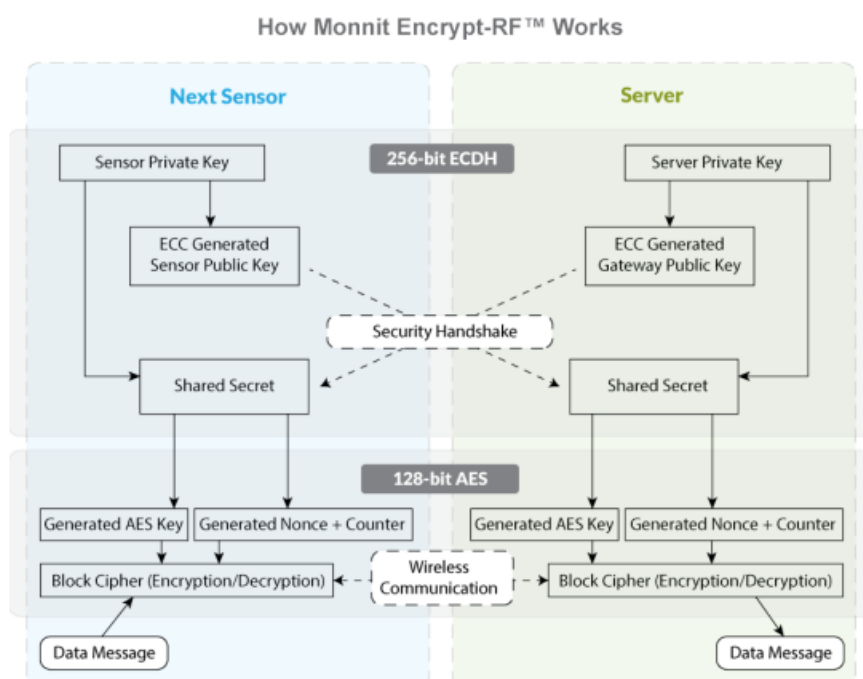 How Monnit Encrypt-RF™ Works
Next Sensor
Server
256-bit ECDH
Sensor Private Key
Server Private Key
ECC Generated
Sensor Public Key
ECC Generated
Gateway Public Key
Security Handshake
Shared Secret
Shared Secret
128-bit AES
Generated AES Key
Generated Nonce + Counter
Generated AES Key
Generated Nonce + Counter
Block Cipher (Encryption/Decryption)
Wireless
Communication
Block Cipher (Encryption/Decryption)
Data Message
Data Message